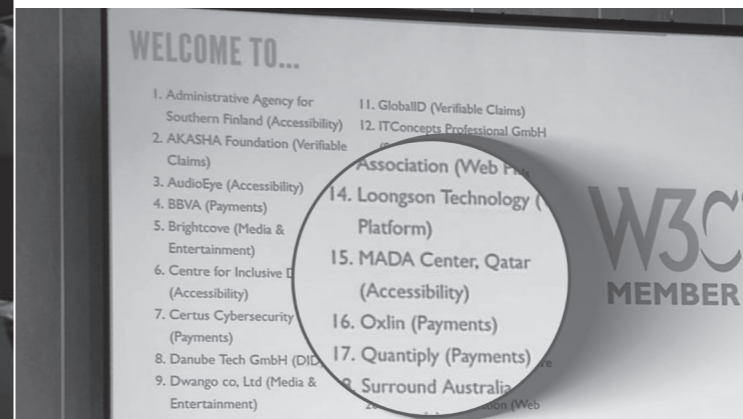 WELCOME TO...
1. Administrative Agency for
Southern Finland (Accessibility)
2. AKASHA Foundation (Verifiable
Claims)
3. AudioEye (Accessibility)
4. BBVA (Payments)
5. Brightcove (Media &
Entertainment)
6. Centre for Inclusive D
(Accessibility)
7. Certus Cybersecurity
(Payments)
8. Danube Tech GmbH (DID
9. Dwango co, Ltd (Media &
Entertainment)
11. GlobalID (Verifiable Claims)
12. ITConcepts Professional GmbH
Association (Web
14. Loongson Technology (
Platform)
15. MADA Center, Qatar
(Accessibility)
16. Oxlin (Payments)
17. Quantiply (Payments)
Surround Australia
(Web
W3C
MEMBER